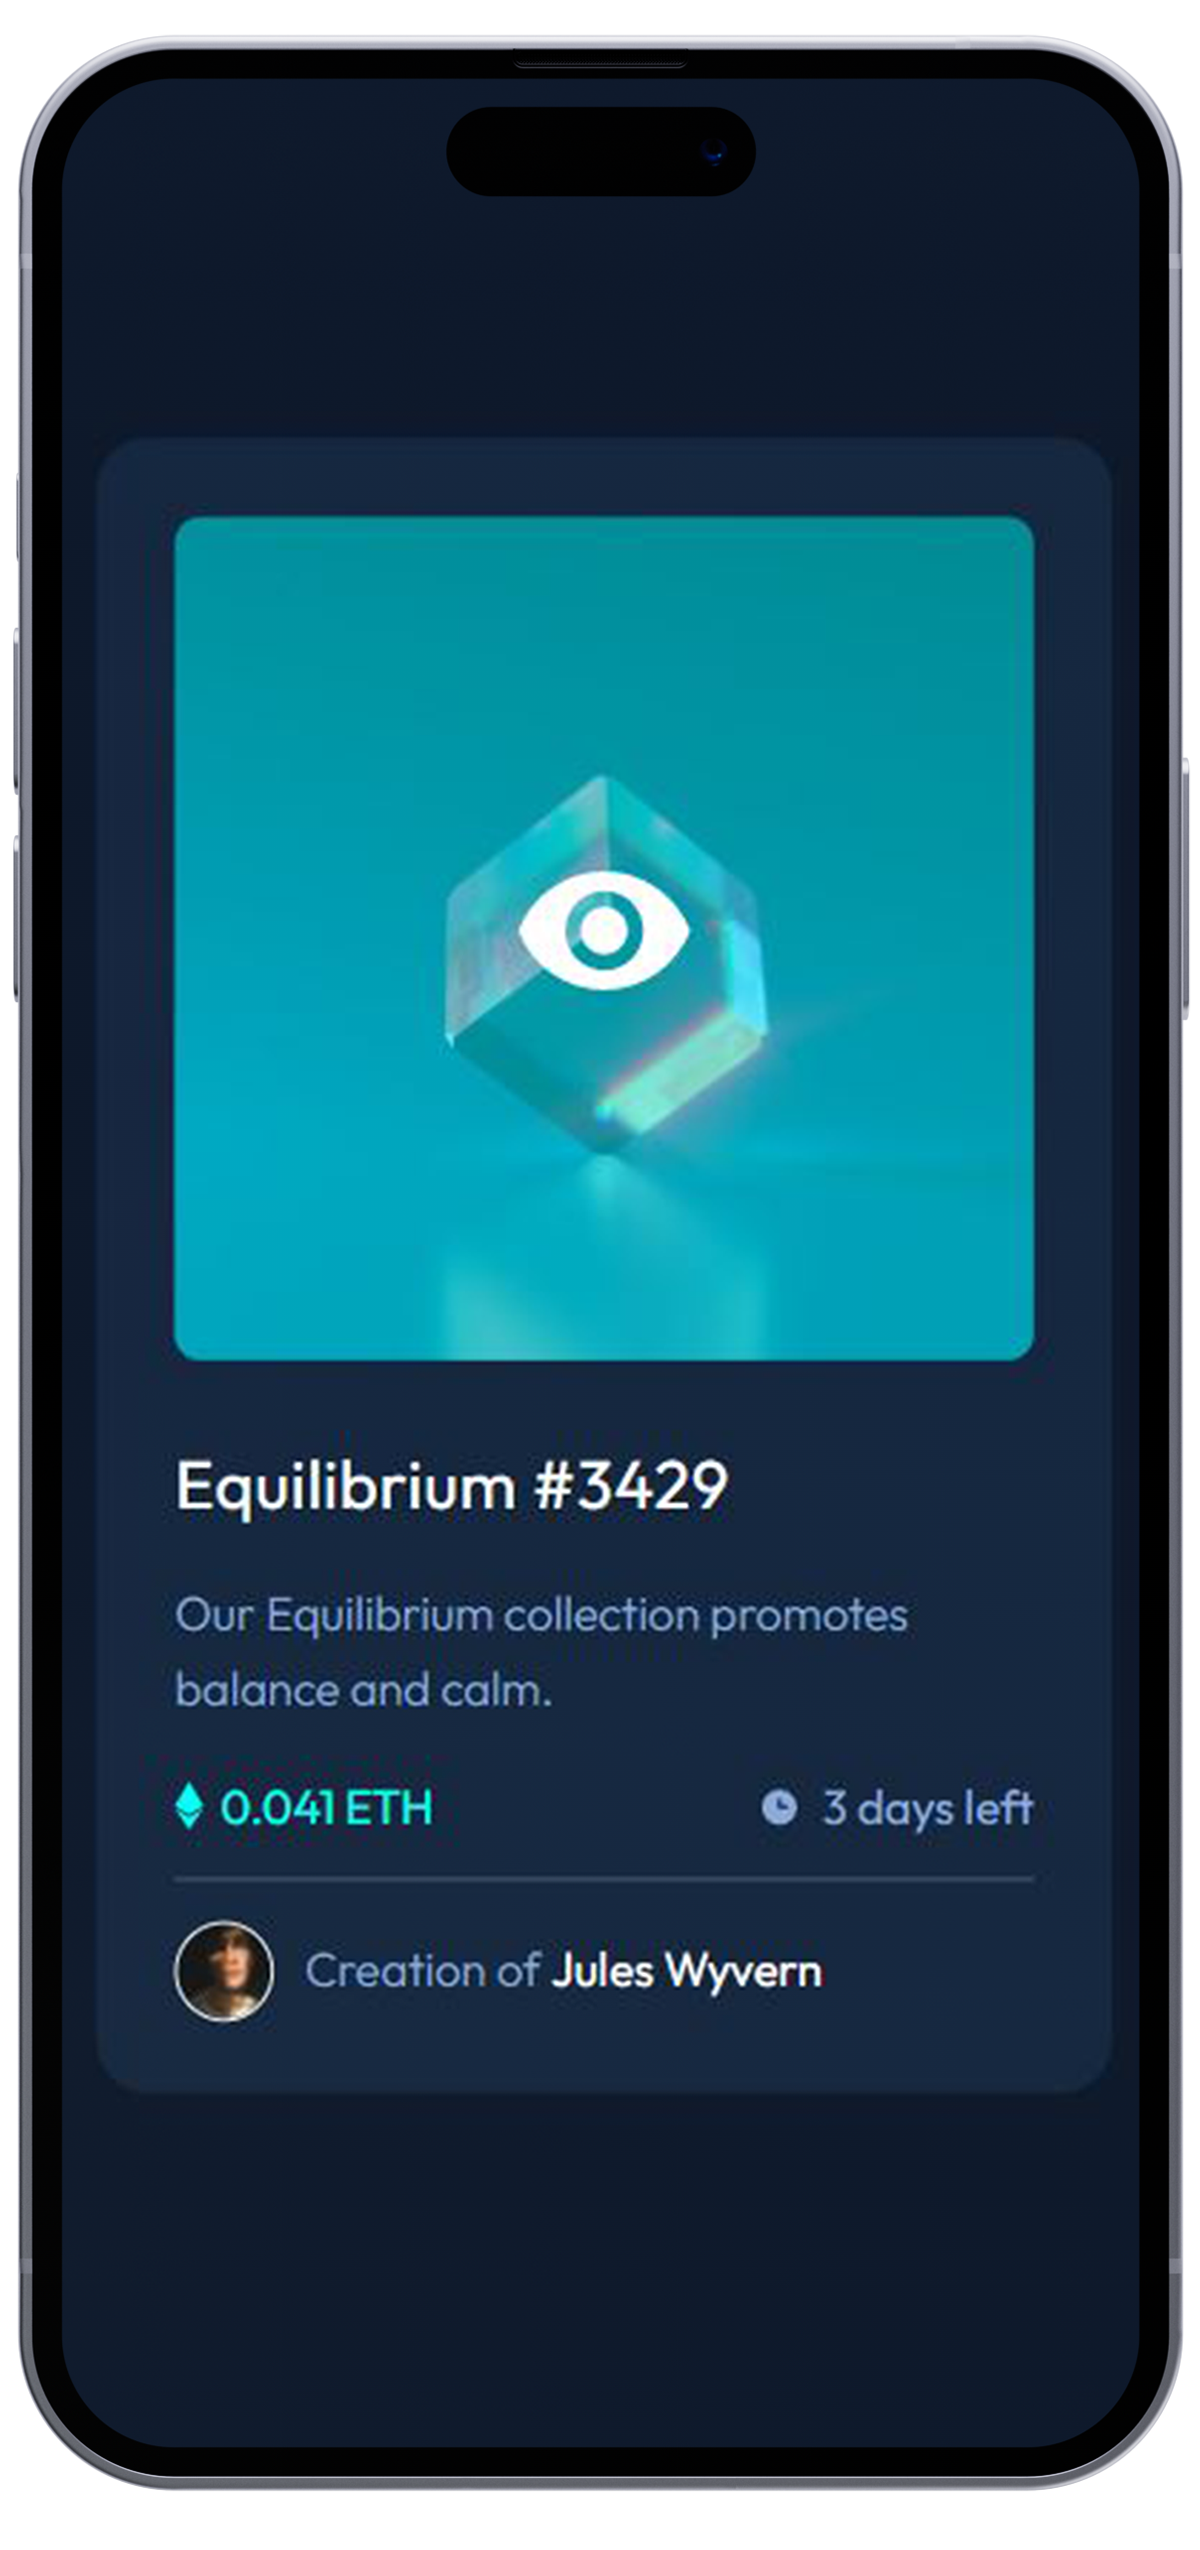 Equilibrium #3429
Our Equilibrium collection promotes
balance and calm.
0.041 ETH
3 days left
Creation of Jules Wyvern